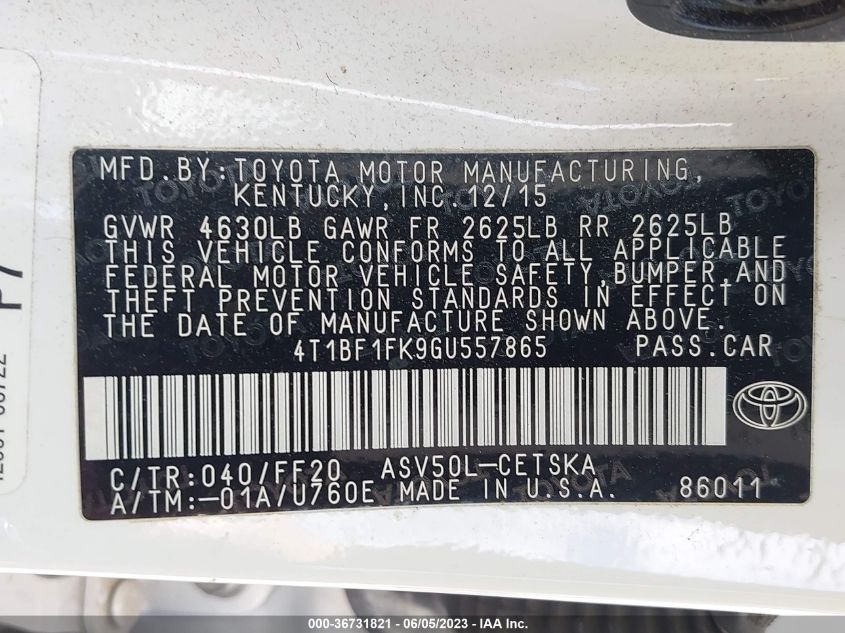 MFD.BY:TOYOTA MOTOR MANUFACTURING,
KENTUCKY, INC 12/15
GVWR 4630LB GAWR FR 2625LB RR 2625LB
THIS VEHICLE CONFORMS TO ALL APPLICABLE
FEDERAL MOTOR VEHICLE SAFETY,BUMPER,AND
THEFT PREVENTION STANDARDS IN EFFECT ON
THE DATE OF MANUFACTURE SHOWN ABOVE.
4T1BF1FK9GU557865 PASS.CAR
C/TR:040/FF20 ASV50L-CETSKA
A/TM:-01A/U760E MADE IN U.S.A. 86011
P7
000-36731821 - 06/05/2023 - An IAA, Inc.